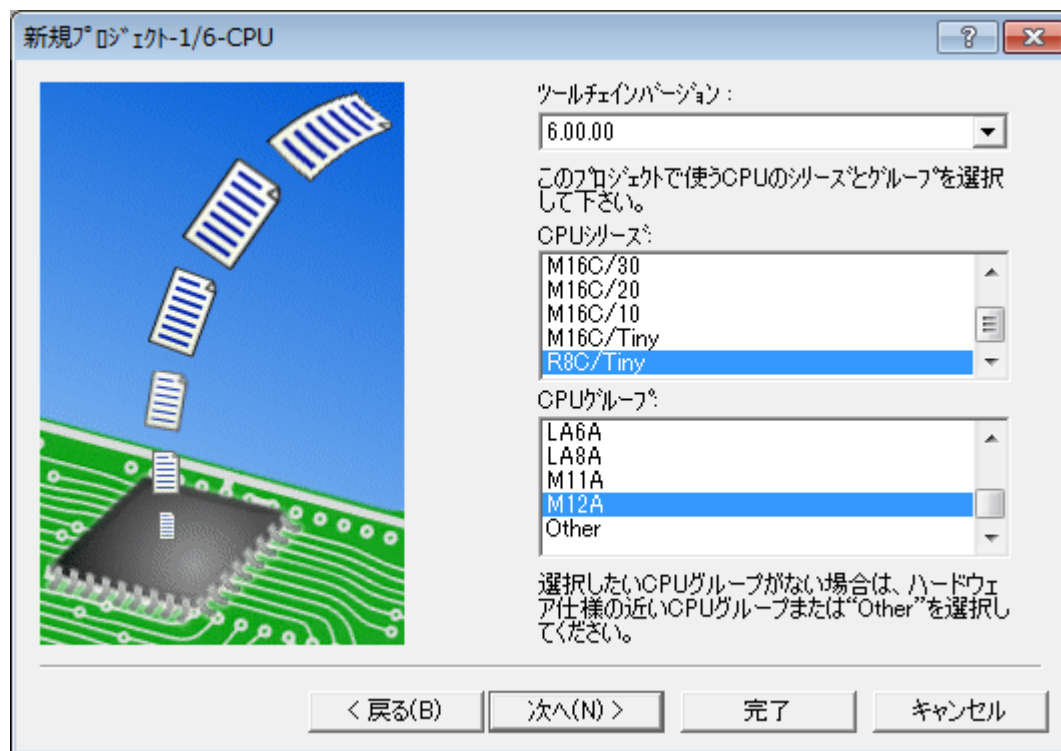 新規ﾌﾟﾛｼﾞｪｸﾄ-1/6-CPU
ﾂｰﾙﾁｪｲﾝﾊﾞｰｼﾞｮﾝ :
6.00.00
このﾌﾟﾛｼﾞｪｸﾄで使うCPUのｼﾘｰｽﾞとｸﾞﾙｰﾌﾟを選択
して下さい。
CPUｼﾘｰｽﾞ:
M16C/30
M16C/20
M16C/10
M16C/Tiny
R8C/Tiny
CPUｸﾞﾙｰﾌﾟ:
LA6A
LA8A
M11A
M12A
Other
選択したいCPUグループがない場合は、ハードウェ
ア仕様の近いCPUグループまたは“Other”を選択し
てください。
< 戻る(B)
次へ(N) >
完了
キャンセル